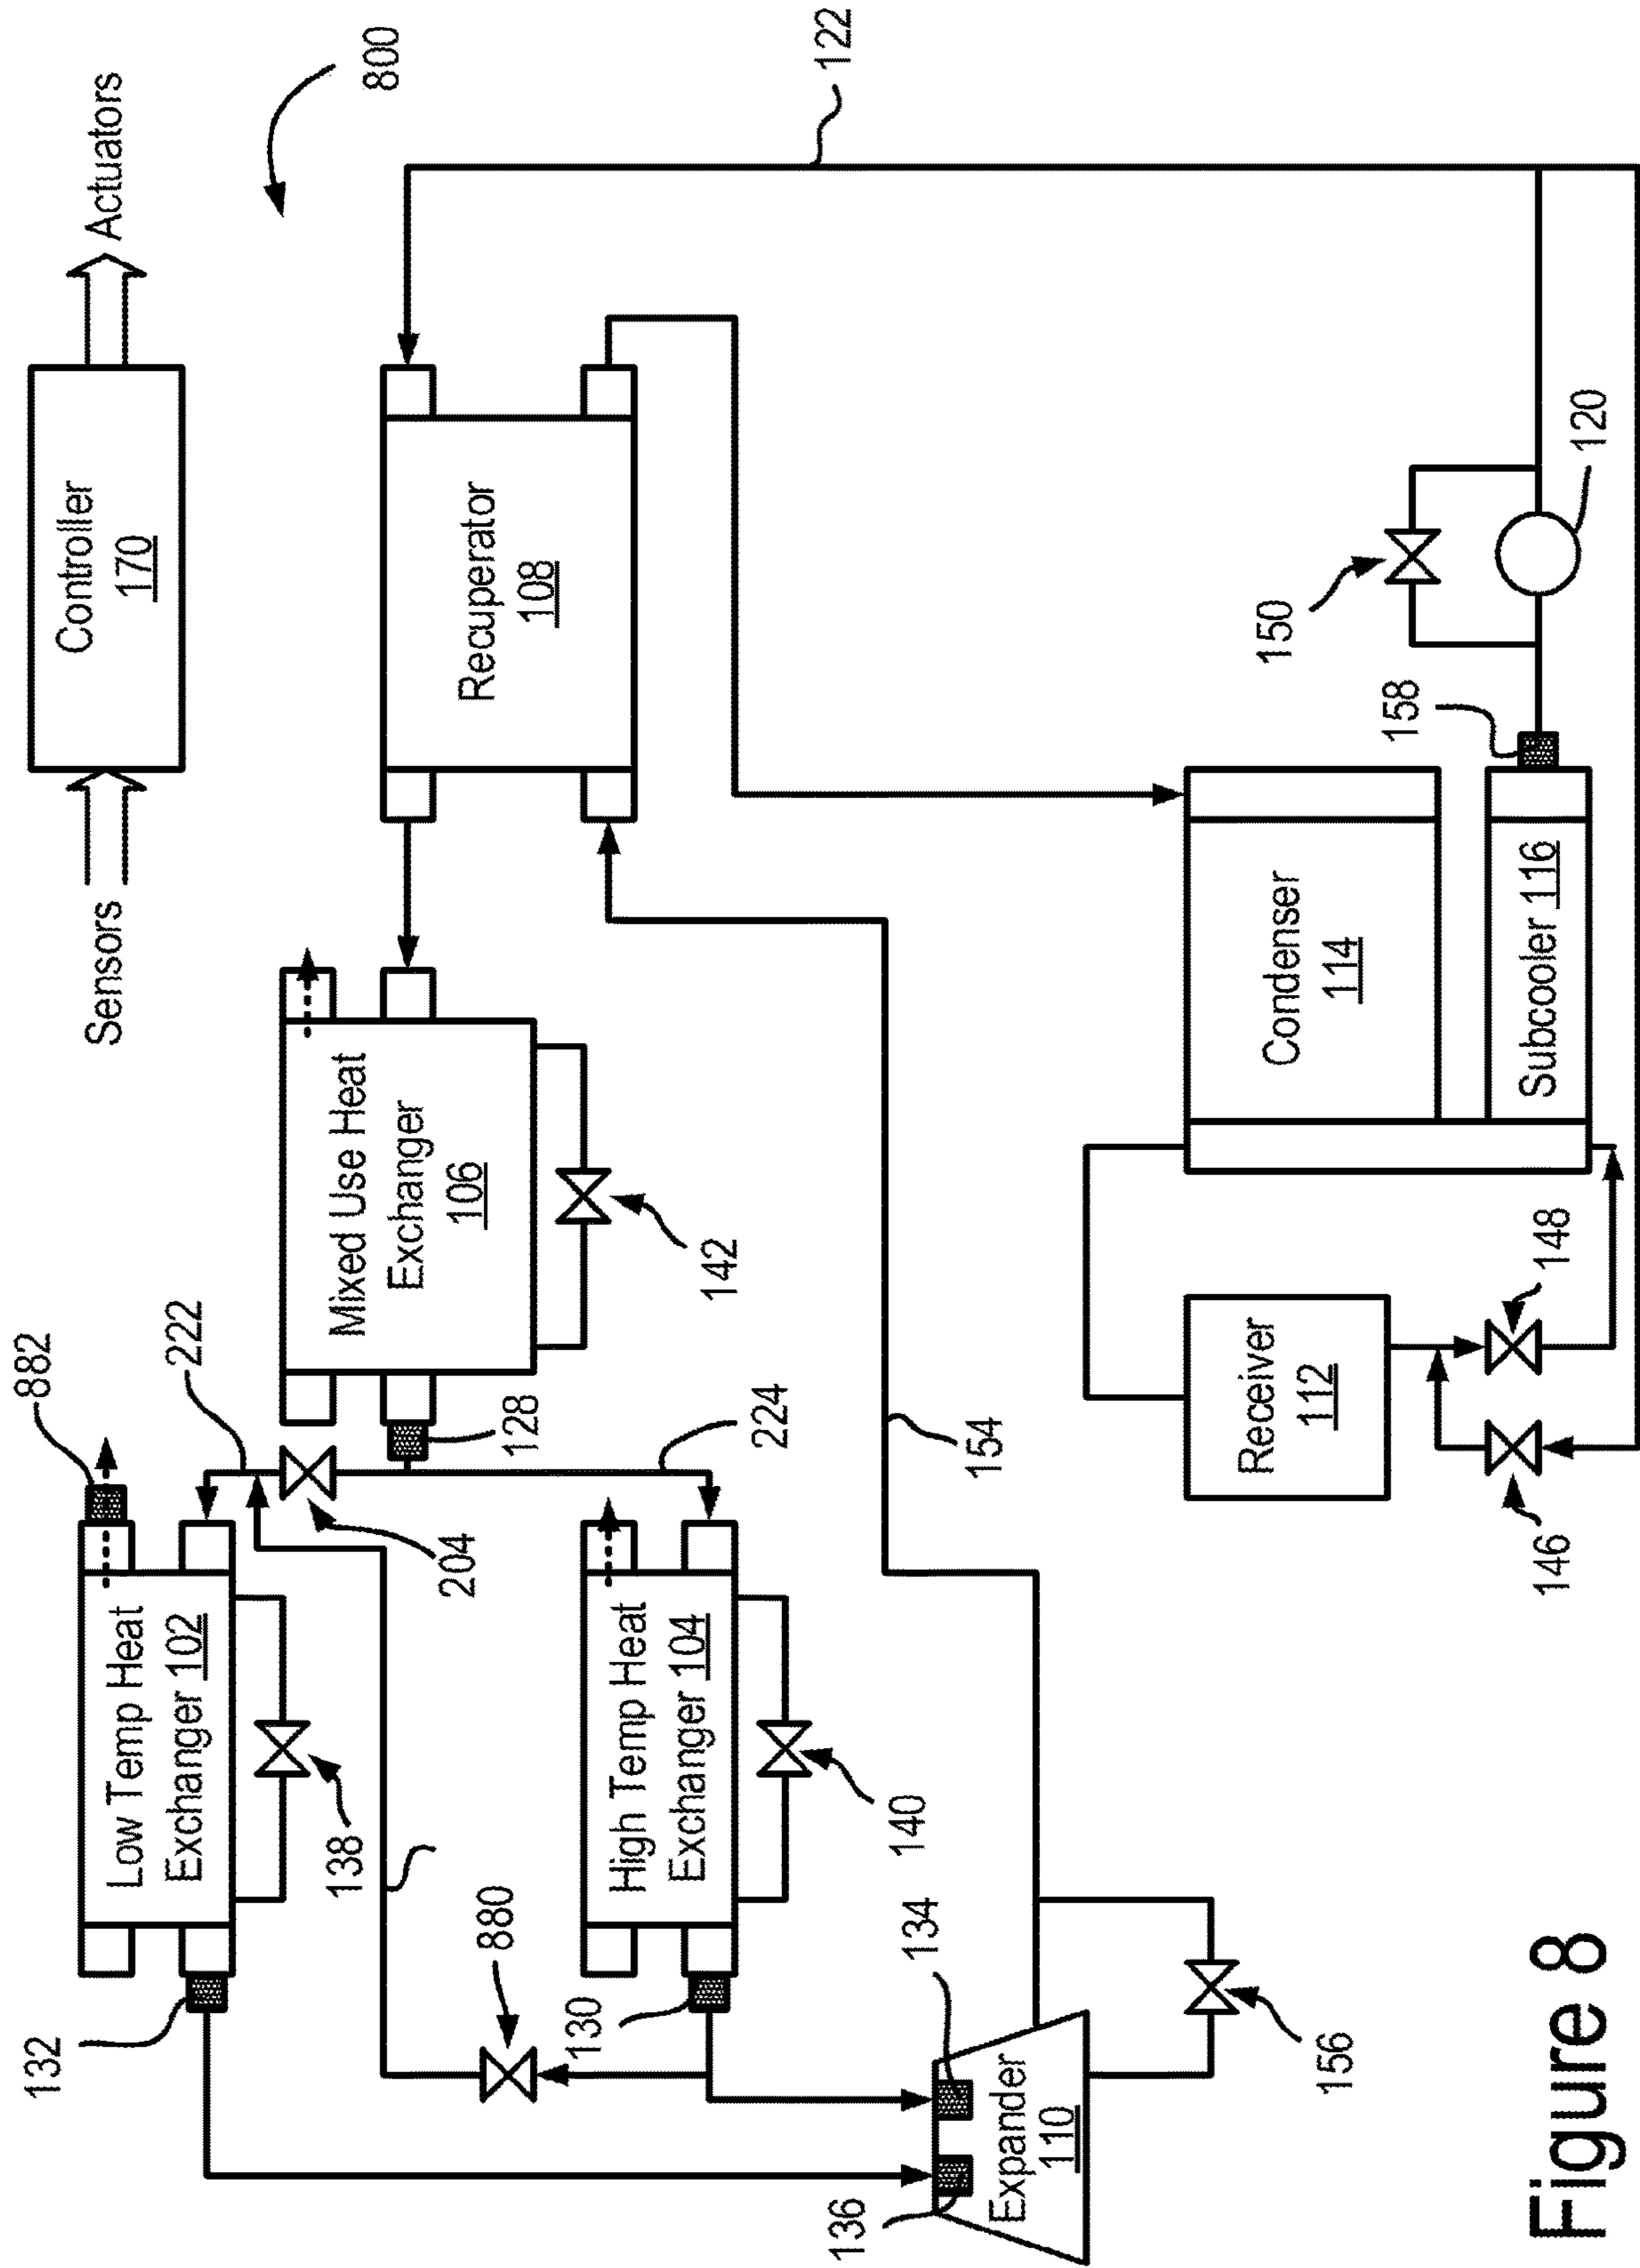 Sensors
Controller
170
Actuators
800
882
222
Low Temp Heat
Exchanger 102
132
138
Mixed Use Heat
Exchanger
106
128
204
142
Recuperator
108
122
880
High Temp Heat
Exchanger 104
130
140
224
154
134
136
Expander
110
156
Receiver
112
146
148
Condenser
114
Subcooler 116
158
150
120
Figure 8